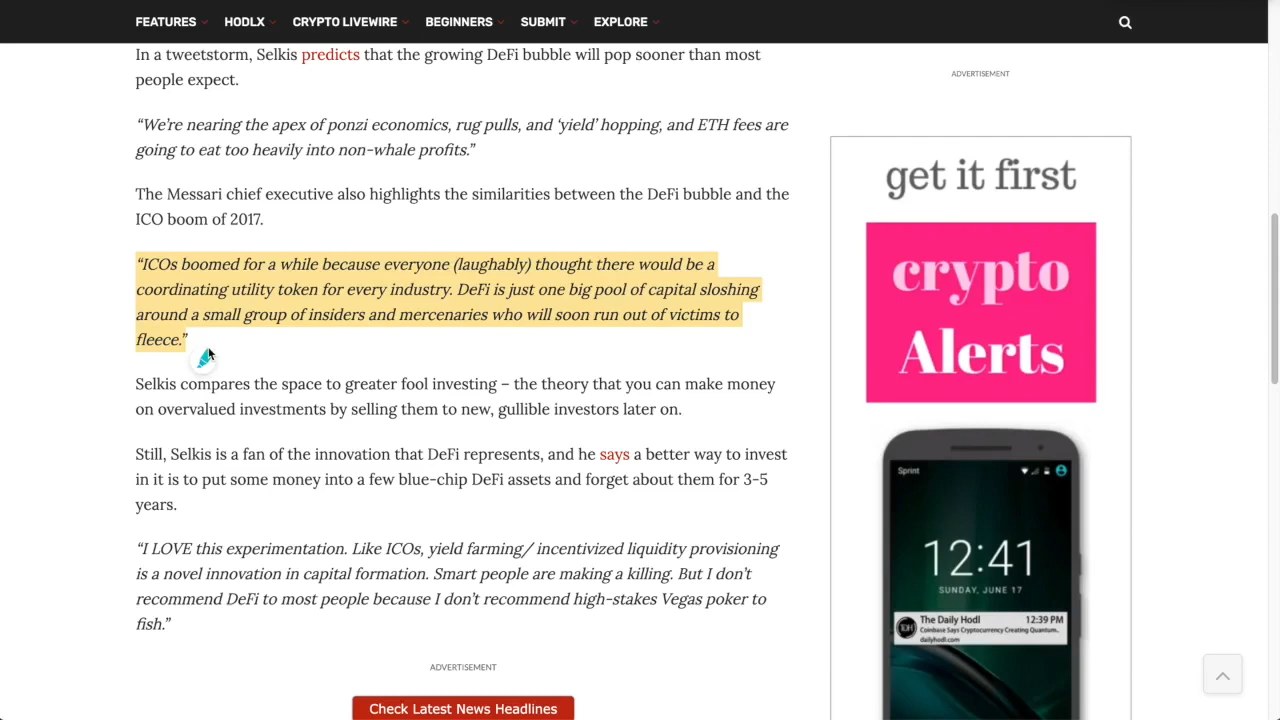 FEATURES HODLX CRYPTO LIVEWIRE BEGINNERS SUBMIT EXPLORE
In a tweetstorm, Selkis predicts that the growing DeFi bubble will pop sooner than most
people expect.
“We’re nearing the apex of ponzi economics, rug pulls, and ‘yield’ hopping, and ETH fees are
going to eat too heavily into non-whale profits.”
The Messari chief executive also highlights the similarities between the DeFi bubble and the
ICO boom of 2017.
“ICOs boomed for a while because everyone (laughably) thought there would be a
coordinating utility token for every industry. DeFi is just one big pool of capital sloshing
around a small group of insiders and mercenaries who will soon run out of victims to
fleece.”
Selkis compares the space to greater fool investing – the theory that you can make money
on overvalued investments by selling them to new, gullible investors later on.
Still, Selkis is a fan of the innovation that DeFi represents, and he says a better way to invest
in it is to put some money into a few blue-chip DeFi assets and forget about them for 3-5
years.
“I LOVE this experimentation. Like ICOs, yield farming/ incentivized liquidity provisioning
is a novel innovation in capital formation. Smart people are making a killing. But I don’t
recommend DeFi to most people because I don’t recommend high-stakes Vegas poker to
fish.”
ADVERTISEMENT
Check Latest News Headlines
ADVERTISEMENT
get it first
crypto
Alerts
Sprint
12:41
SUNDAY, JUNE 17
The Daily Hodl 12:39 PM
Coinbase Says Cryptocurrency Creating Quantum..
dailyhodl.com